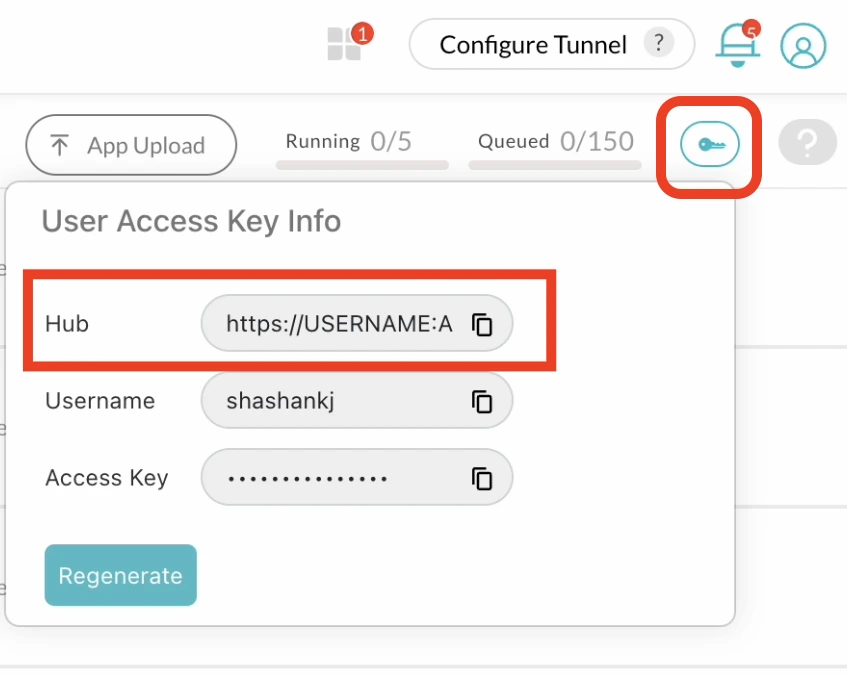 1
Configure Tunnel ?
5
App Upload
Running 0/5
Queued 0/150
?
User Access Key Info
Hub
https://USERNAME:A
Username
shashankj
Access Key
•••••••••••••••
Regenerate